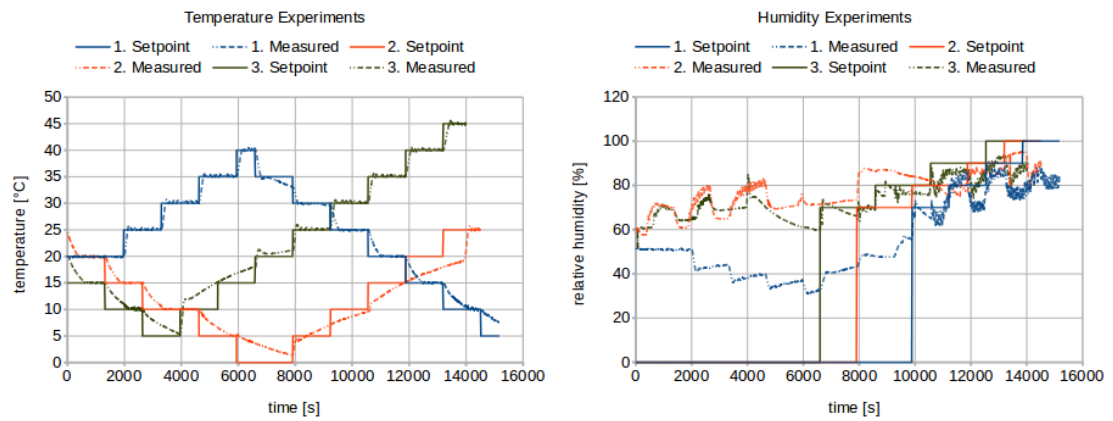 Temperature Experiments
1. Setpoint 1. Measured 2. Setpoint
2. Measured 3. Setpoint 3. Measured
50
45
40
35
30
25
20
15
10
5
0
temperature [°C]
0 2000 4000 6000 8000 10000 12000 14000 16000
time [s]
Humidity Experiments
1. Setpoint 1. Measured 2. Setpoint
2. Measured 3. Setpoint 3. Measured
120
100
80
60
40
20
0
relative humidity [%]
0 2000 4000 6000 8000 10000 12000 14000 16000
time [s]